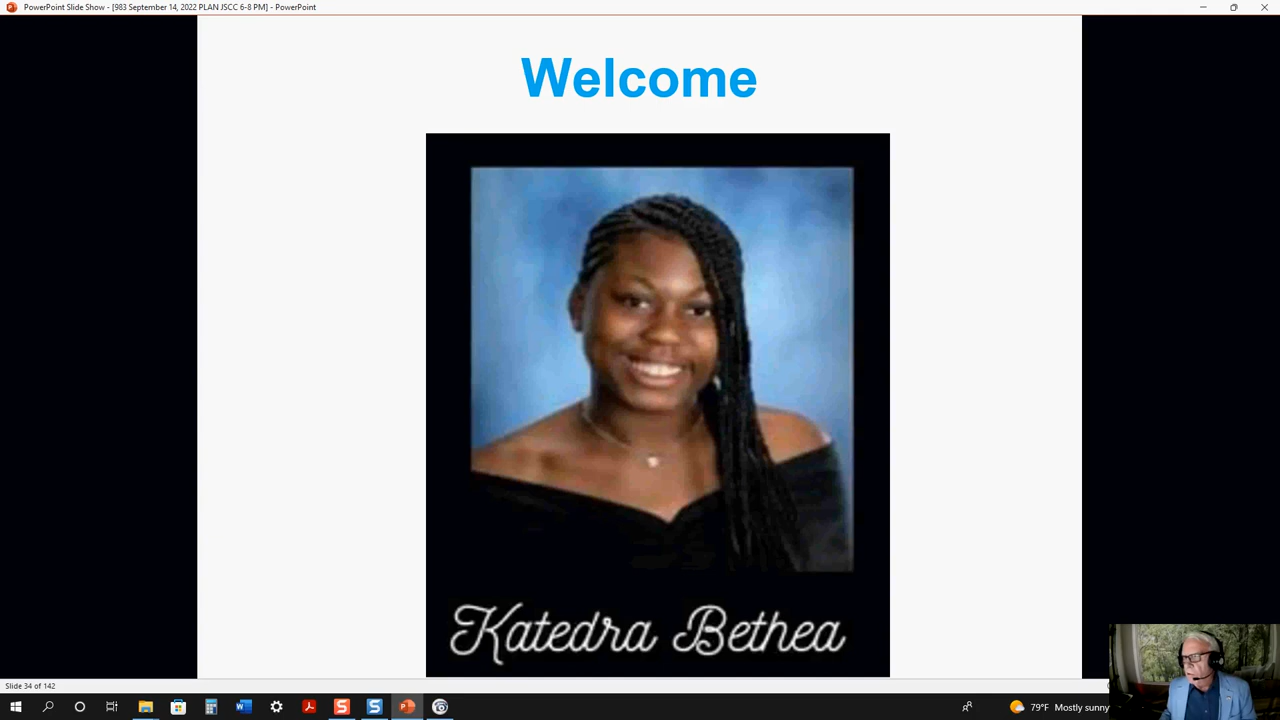 PowerPoint Slide Show - [983 September 14, 2022 PLAN JSCC 6-8 PM] - PowerPoint
Welcome
Katedra Bethea
Slide 34 of 142
79°F Mostly sunny